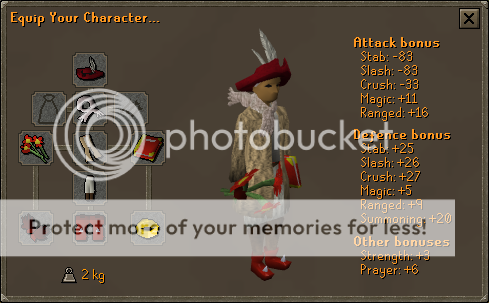 Equip Your Character...
Attack bonus
Stab: -83
Slash: -83
Crush: -33
Magic: +11
Ranged: +16
Defence bonus
Stab: +25
Slash: +26
Crush: +27
Magic: +5
Ranged: +9
Summoning: +20
Other bonuses
Strength: +3
Prayer: +6
2 kg
photobucket
Protect more of your memories for less!